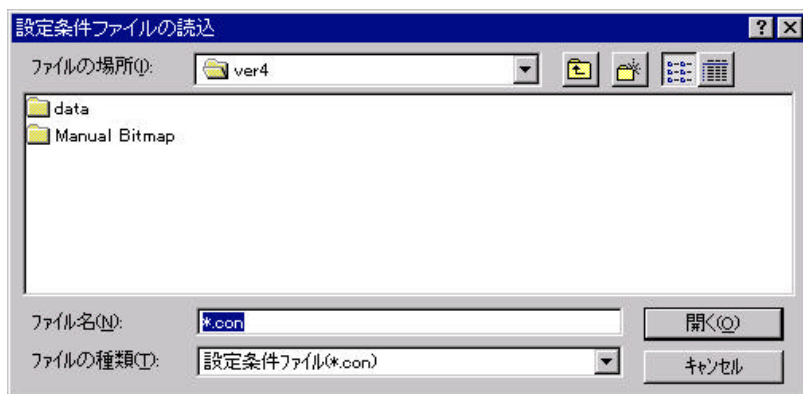 設定条件ファイルの読込
ファイルの場所(I):
ver4
data
Manual Bitmap
ファイル名(N):
*.con
開く(O)
ファイルの種類(T):
設定条件ファイル(*.con)
キャンセル